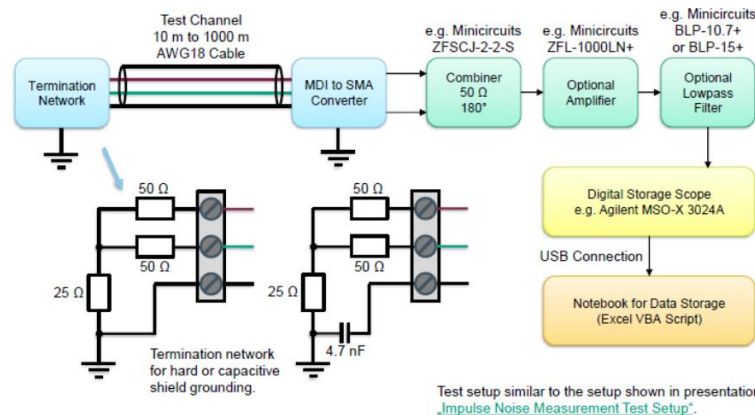 Test Channel
10 m to 1000 m
AWG18 Cable
e.g. Minicircuits
ZFSCJ-2-2-S
e.g. Minicircuits
ZFL-1000LN+
e.g. Minicircuits
BLP-10.7+
or BLP-15+
Termination
Network
MDI to SMA
Converter
Combiner
50 Ω
180°
Optional
Amplifier
Optional
Lowpass
Filter
50 Ω
50 Ω
25 Ω
50 Ω
50 Ω
25 Ω
4.7 nF
Termination network
for hard or capacitive
shield grounding.
Digital Storage Scope
e.g. Agilent MSO-X 3024A
USB Connection
Notebook for Data Storage
(Excel VBA Script)
Test setup similar to the setup shown in presentation
„Impulse Noise Measurement Test Setup“.